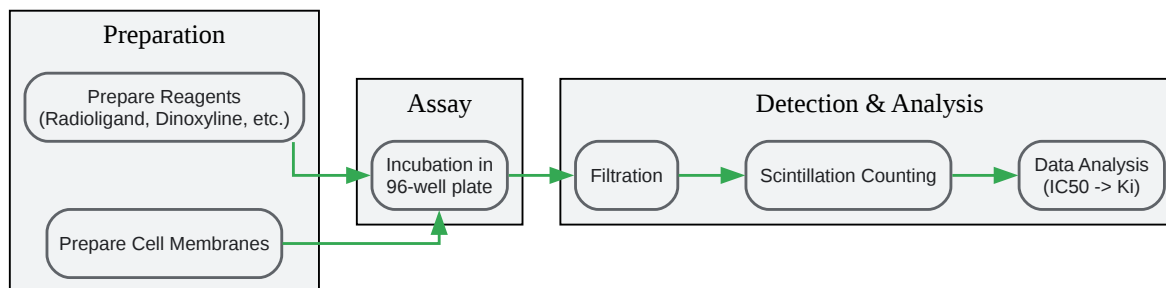 Preparation
Prepare Reagents
(Radioligand, Dinoxyline, etc.)
Prepare Cell Membranes
Assay
Incubation in
96-well plate
Detection & Analysis
Filtration
Scintillation Counting
Data Analysis
(IC50 -> Ki)